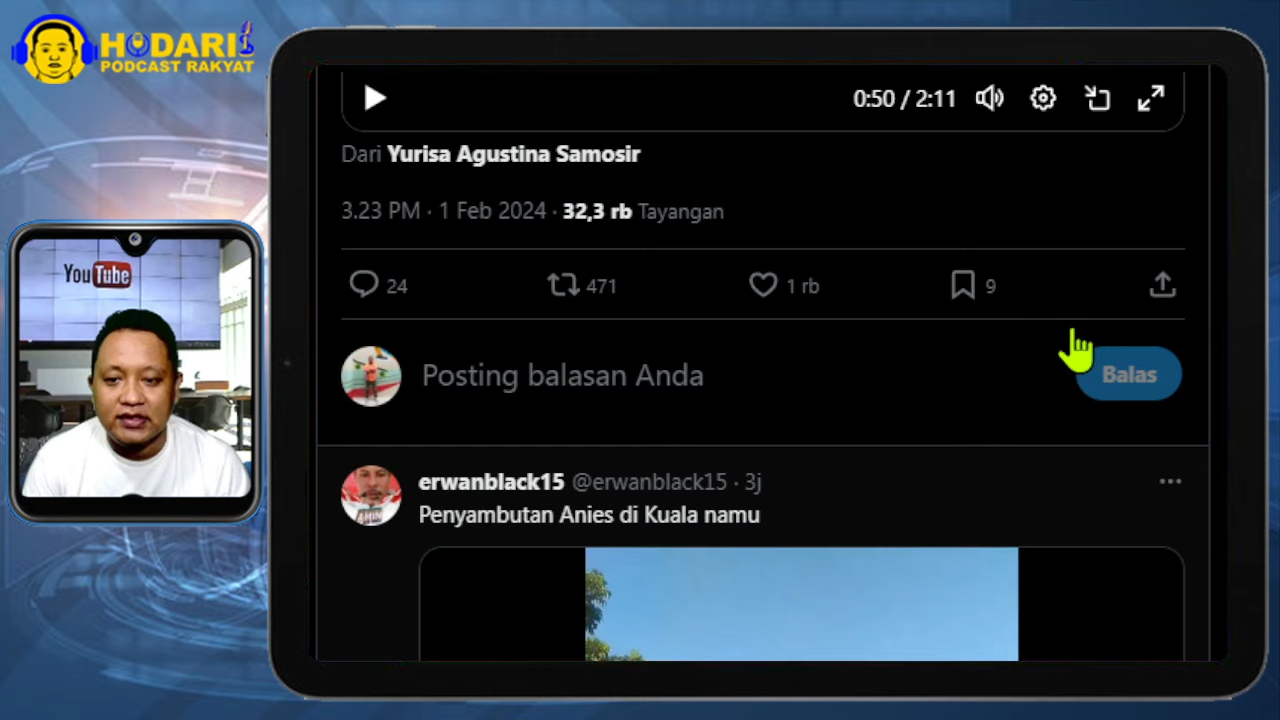 HODARI
PODCAST RAKYAT
0:50 / 2:11
Dari Yurisa Agustina Samosir
3.23 PM · 1 Feb 2024 · 32,3 rb Tayangan
24 471 1 rb 9
Posting balasan Anda
Balas
erwanblack15 @erwanblack15 · 3j
Penyambutan Anies di Kuala namu
YouTube
AMIN